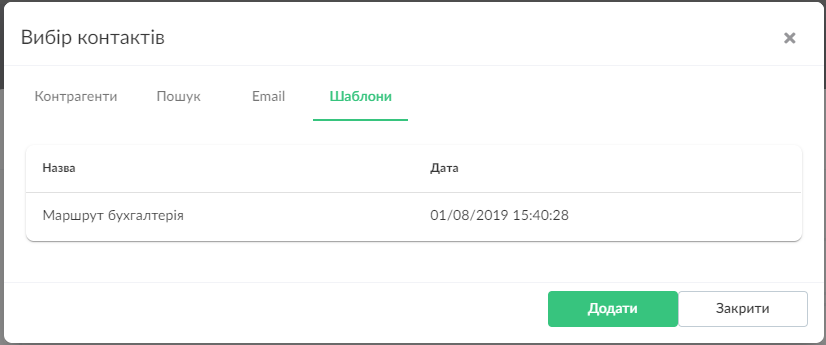 Вибір контактів
Контрагенти Пошук Email Шаблони
Назва Дата
Маршрут бухгалтерія 01/08/2019 15:40:28
Додати Закрити